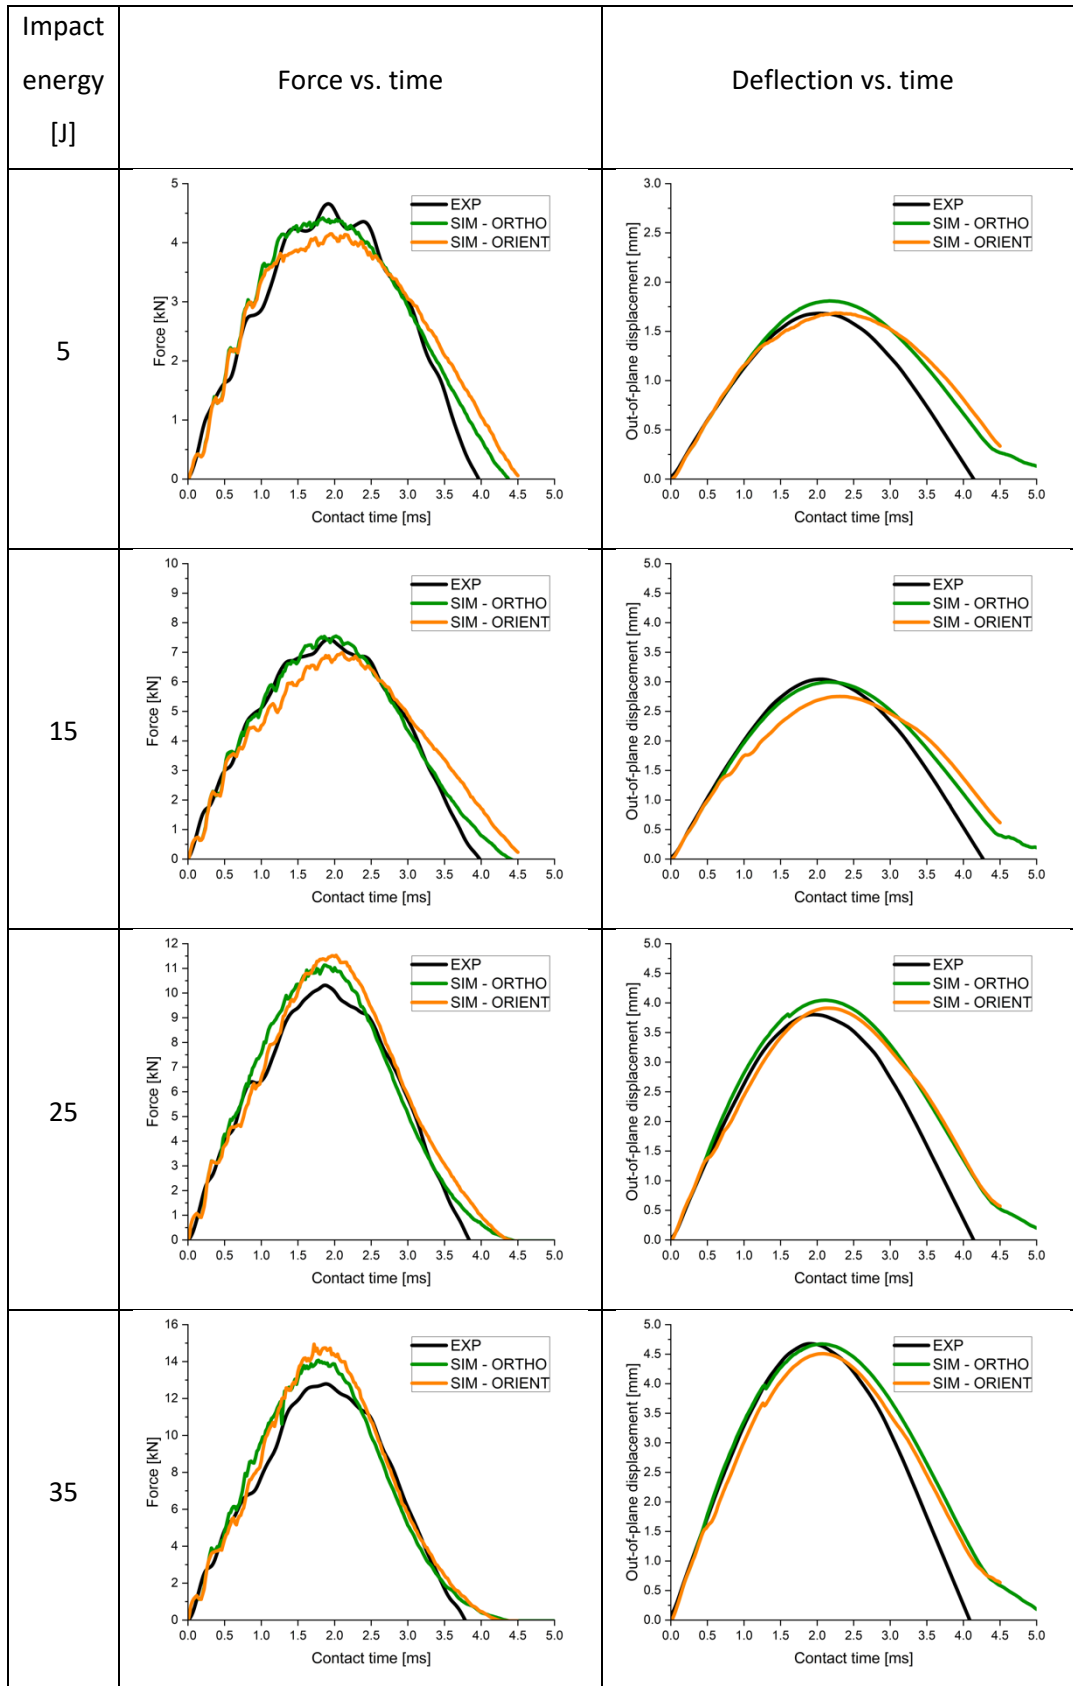 Impact
energy
[J]
Force vs. time
Deflection vs. time
5
5
4
3
2
1
0
Force [kN]
EXP
SIM - ORTHO
SIM - ORIENT
0.0 0.5 1.0 1.5 2.0 2.5 3.0 3.5 4.0 4.5 5.0
Contact time [ms]
3.0
2.5
2.0
1.5
1.0
0.5
0.0
Out-of-plane displacement [mm]
EXP
SIM - ORTHO
SIM - ORIENT
0.0 0.5 1.0 1.5 2.0 2.5 3.0 3.5 4.0 4.5 5.0
Contact time [ms]
15
10
9
8
7
6
5
4
3
2
1
0
Force [kN]
EXP
SIM - ORTHO
SIM - ORIENT
0.0 0.5 1.0 1.5 2.0 2.5 3.0 3.5 4.0 4.5 5.0
Contact time [ms]
5.0
4.5
4.0
3.5
3.0
2.5
2.0
1.5
1.0
0.5
0.0
Out-of-plane displacement [mm]
EXP
SIM - ORTHO
SIM - ORIENT
0.0 0.5 1.0 1.5 2.0 2.5 3.0 3.5 4.0 4.5 5.0
Contact time [ms]
25
12
11
10
9
8
7
6
5
4
3
2
1
0
Force [kN]
EXP
SIM - ORTHO
SIM - ORIENT
0.0 0.5 1.0 1.5 2.0 2.5 3.0 3.5 4.0 4.5 5.0
Contact time [ms]
5.0
4.5
4.0
3.5
3.0
2.5
2.0
1.5
1.0
0.5
0.0
Out-of-plane displacement [mm]
EXP
SIM - ORTHO
SIM - ORIENT
0.0 0.5 1.0 1.5 2.0 2.5 3.0 3.5 4.0 4.5 5.0
Contact time [ms]
35
16
14
12
10
8
6
4
2
0
Force [kN]
EXP
SIM - ORTHO
SIM - ORIENT
0.0 0.5 1.0 1.5 2.0 2.5 3.0 3.5 4.0 4.5 5.0
Contact time [ms]
5.0
4.5
4.0
3.5
3.0
2.5
2.0
1.5
1.0
0.5
0.0
Out-of-plane displacement [mm]
EXP
SIM - ORTHO
SIM - ORIENT
0.0 0.5 1.0 1.5 2.0 2.5 3.0 3.5 4.0 4.5 5.0
Contact time [ms]